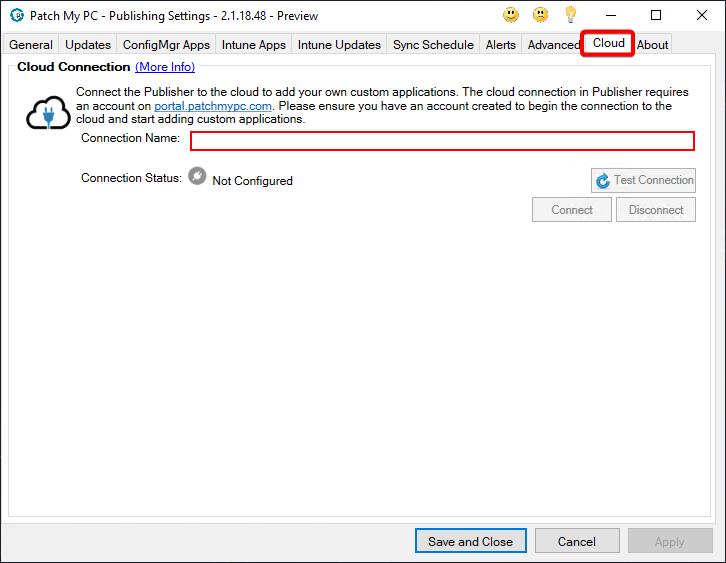 Patch My PC - Publishing Settings - 2.1.18.48 - Preview
General Updates ConfigMgr Apps Intune Apps Intune Updates Sync Schedule Alerts Advanced Cloud About
Cloud Connection (More Info)
Connect the Publisher to the cloud to add your own custom applications. The cloud connection in Publisher requires
an account on portal.patchmypc.com. Please ensure you have an account created to begin the connection to the
cloud and start adding custom applications.
Connection Name:
Connection Status: Not Configured Test Connection
Connect Disconnect
Save and Close Cancel Apply